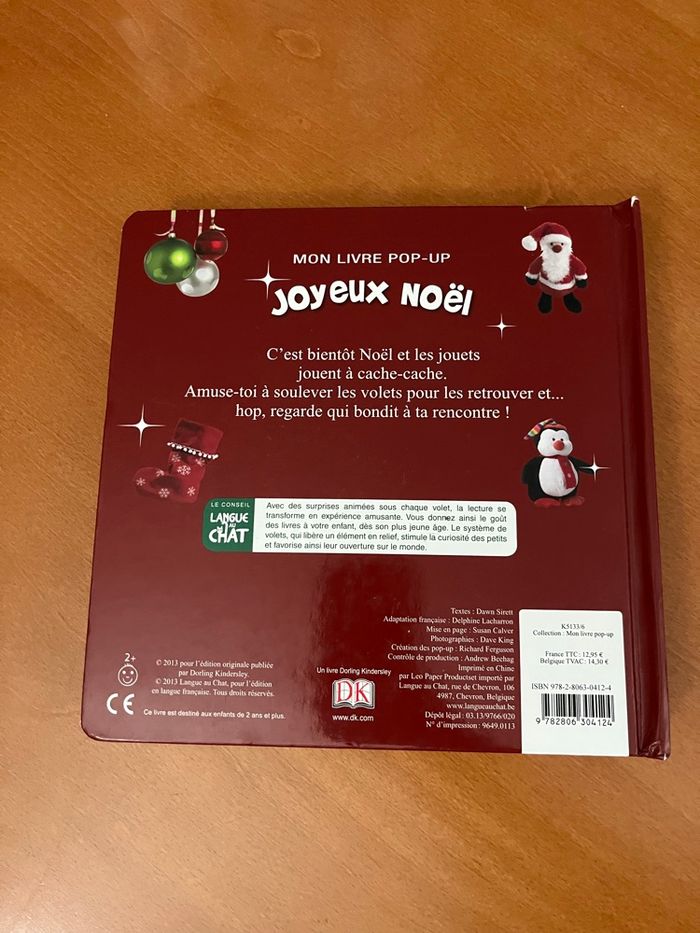 MON LIVRE POP-UP
JOYEUX NOËL
C'est bientôt Noël et les jouets
jouent à cache-cache.
Amuse-toi à soulever les volets pour les retrouver et...
hop, regarde qui bondit à ta rencontre !
LE CONSEIL
LANGUE
AU
CHAT
Avec des surprises animées sous chaque volet, la lecture se
transforme en expérience amusante. Vous donnez ainsi le goût
des livres à votre enfant, dès son plus jeune âge. Le système de
volets, qui libère un élément en relief, stimule la curiosité des petits
et favorise ainsi leur ouverture sur le monde.
2+
© 2013 pour l'édition originale publiée
par Dorling Kindersley.
© 2013 Langue au Chat, pour l'édition
en langue française. Tous droits réservés.
CE
Ce livre est destiné aux enfants de 2 ans et plus.
Un livre Dorling Kindersley
DK
www.dk.com
Textes : Dawn Sirett
Adaptation française : Delphine Lacharron
Mise en page : Susan Calver
Photographies : Dave King
Création des pop-up : Richard Ferguson
Contrôle de production : Andrew Beehag
Imprimé en Chine
par Leo Paper Productset importé par
Langue au Chat, rue de Chevron, 106
4987, Chevron, Belgique
www.langueauchat.be
Dépôt légal : 03.13/9766/020
N° d'impression : 9649.0113
K5133/6
Collection : Mon livre pop-up
France TTC : 12,95 €
Belgique TVAC : 14,30 €
ISBN 978-2-8063-0412-4
9 782806 304124